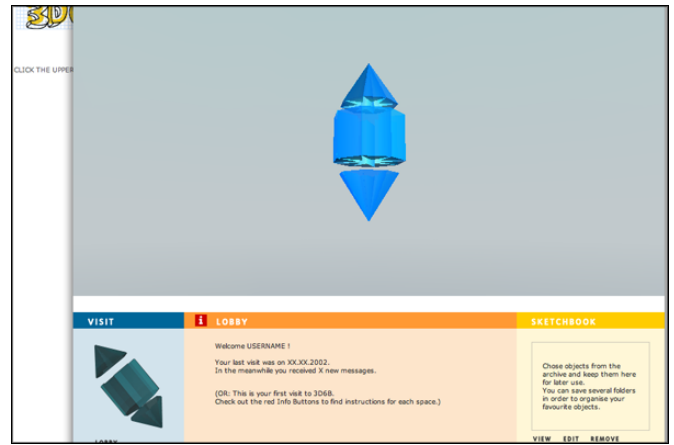 CLICK THE UPPER
VISIT
i LOBBY
SKETCHBOOK
Welcome USERNAME !
Your last visit was on XX.XX.2002.
In the meanwhile you received X new messages.
(OR: This is your first visit to 3D6B.
Check out the red Info Buttons to find instructions for each space.)
Chose objects from the
archive and keep them here
for later use.
You can save several folders
in order to organise your
favourite objects.
LOBBY
VIEW EDIT REMOVE